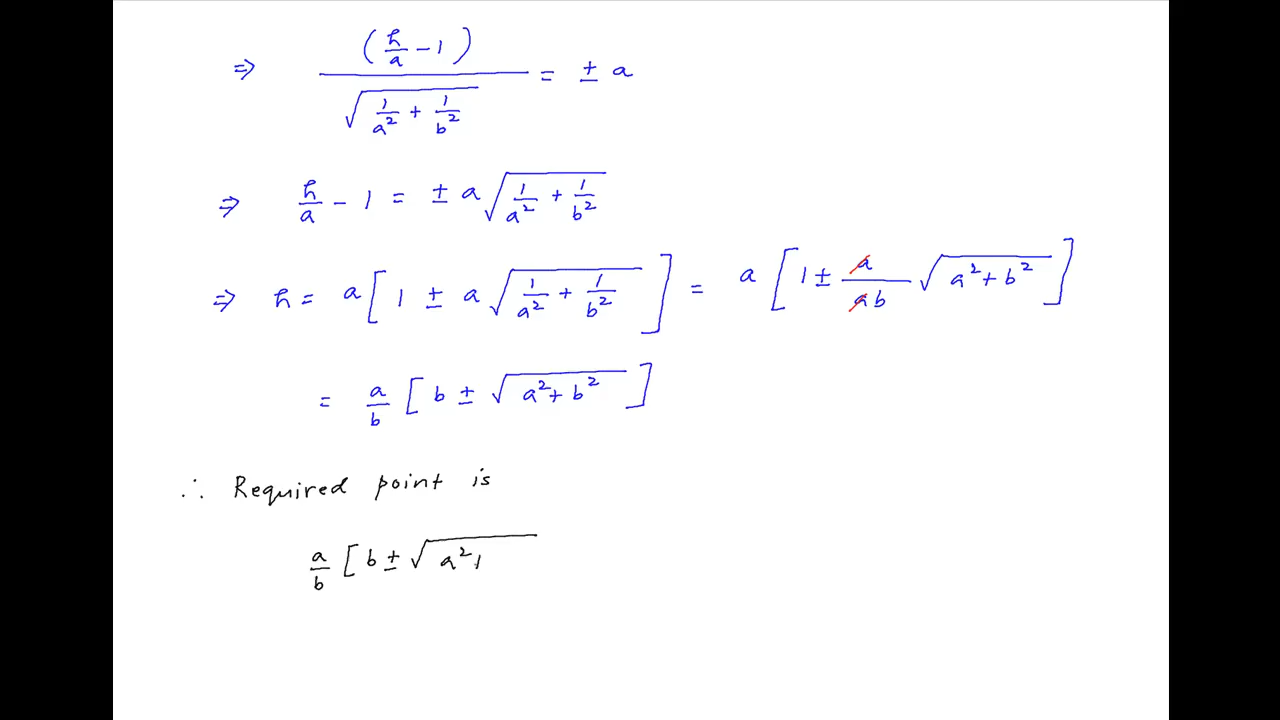 ⇒ (h/a − 1) / √(1/a² + 1/b²) = ± a
⇒ h/a − 1 = ± a √(1/a² + 1/b²)
⇒ h = a [ 1 ± a √(1/a² + 1/b²) ] = a [ 1 ± a/ab √(a² + b²) ]
= a/b [ b ± √(a² + b²) ]
∴ Required point is
a/b [ b ± √(a²